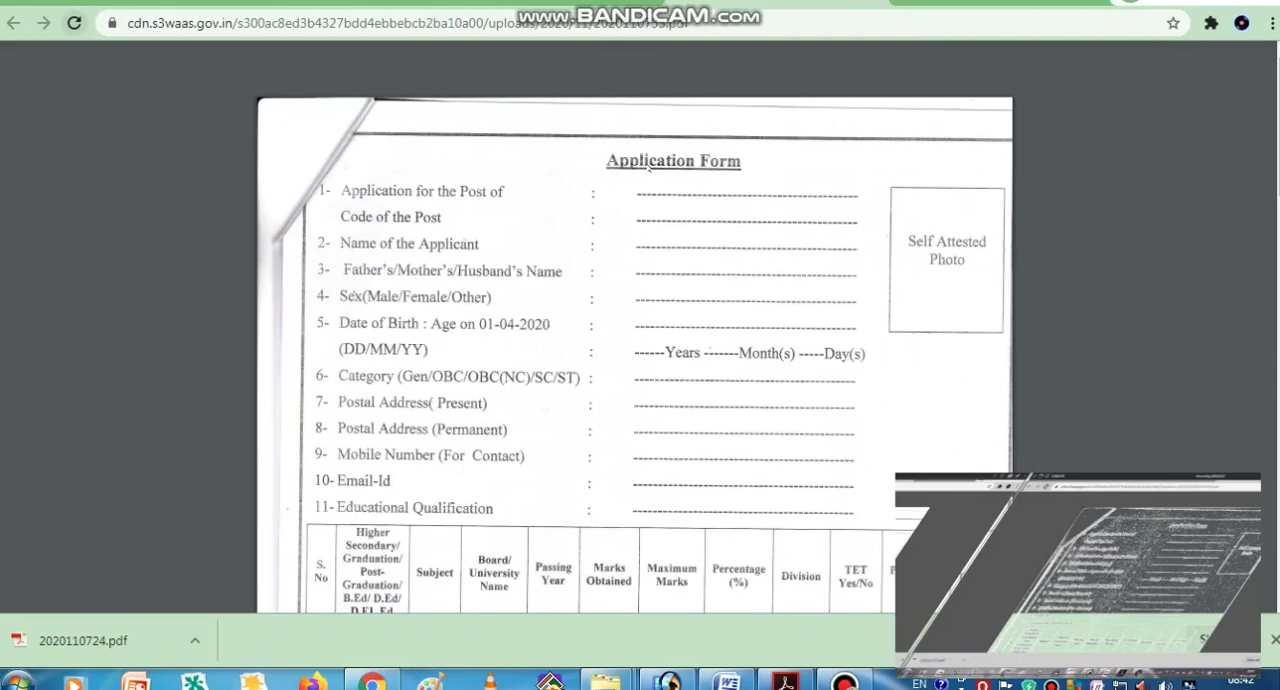 www.BANDICAM.com
cdn.s3waas.gov.in/s300ac8ed3b4327bdd4ebbebcb2ba10a00/uploads/2020/11/2020110755.pdf
Application Form
1- Application for the Post of : ----------
Code of the Post : ----------
2- Name of the Applicant : ----------
3- Father's/Mother's/Husband's Name : ----------
4- Sex(Male/Female/Other) : ----------
5- Date of Birth : Age on 01-04-2020 : ----------
(DD/MM/YY) : ------Years -------Month(s) -----Day(s)
6- Category (Gen/OBC/OBC(NC)/SC/ST) : ----------
7- Postal Address( Present) : ----------
8- Postal Address (Permanent) : ----------
9- Mobile Number (For Contact) : ----------
10- Email-Id : ----------
11- Educational Qualification : ----------
Self Attested
Photo
S.
No
Higher
Secondary/
Graduation/
Post-
Graduation/
B.Ed/ D.Ed/
D.El.Ed
Subject
Board/
University
Name
Passing
Year
Marks
Obtained
Maximum
Marks
Percentage
(%)
Division
TET
Yes/No
2020110724.pdf
EN
08:42